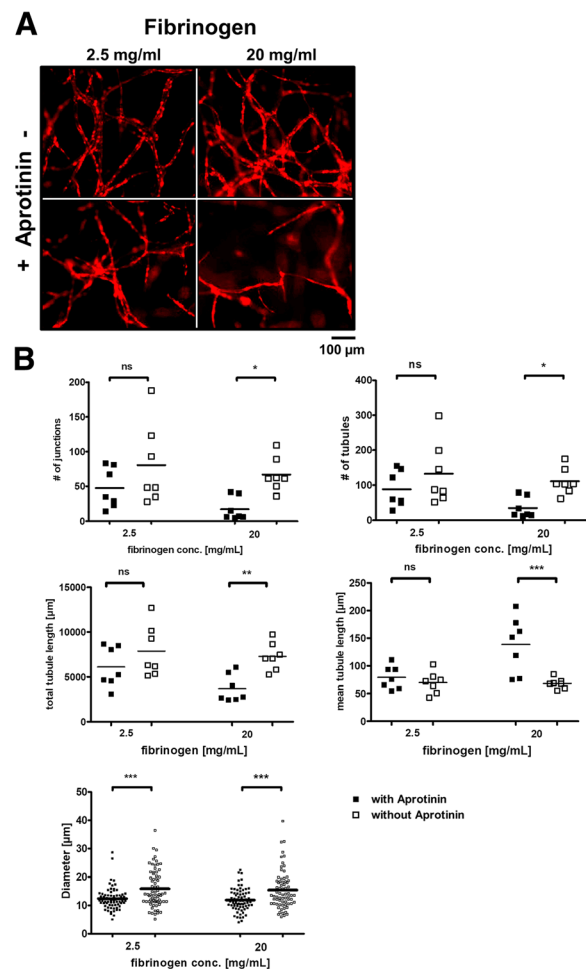 A
Fibrinogen
2.5 mg/ml 20 mg/ml
+ Aprotinin -
100 µm
B
ns *
# of junctions
200
150
100
50
0
2.5 20
fibrinogen conc. [mg/mL]
ns *
# of tubules
400
300
200
100
0
2.5 20
fibrinogen conc. [mg/mL]
ns **
total tubule length [µm]
15000
10000
5000
0
2.5 20
fibrinogen [mg/mL]
ns ***
mean tubule length [µm]
250
200
150
100
50
0
2.5 20
fibrinogen [mg/mL]
*** ***
Diameter [µm]
50
40
30
20
10
0
2.5 20
fibrinogen conc. [mg/mL]
with Aprotinin
without Aprotinin